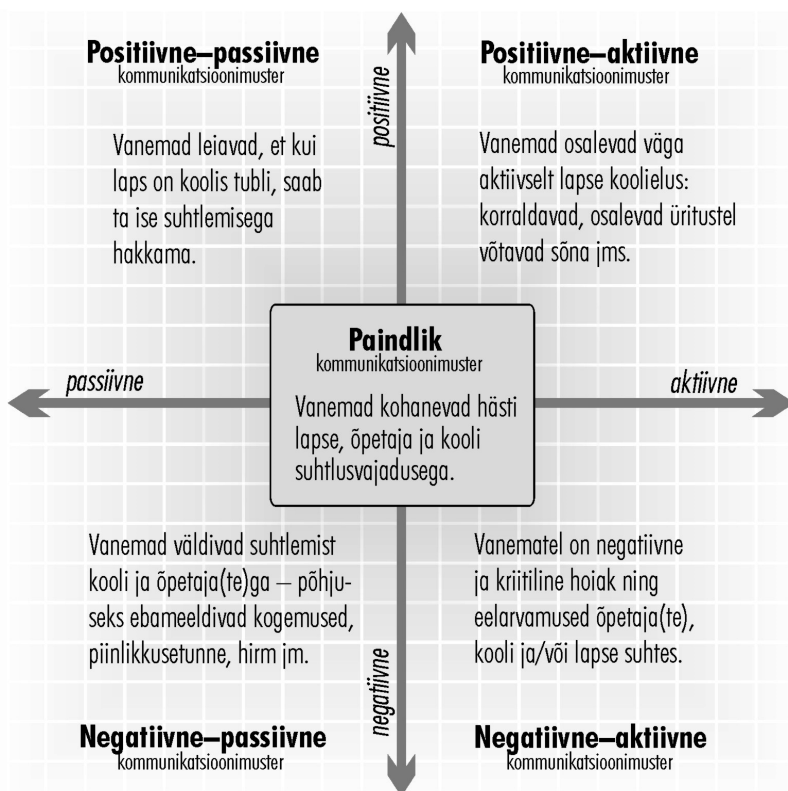 Positiivne–passiivne
kommunikatsioonimuster
Vanemad leiavad, et kui
laps on koolis tubli, saab
ta ise suhtlemisega
hakkama.
positiivne
Positiivne–aktiivne
kommunikatsioonimuster
Vanemad osalevad väga
aktiivselt lapse koolielus:
korraldavad, osalevad üritustel
võtavad sõna jms.
passiivne
Paindlik
kommunikatsioonimuster
Vanemad kohanevad hästi
lapse, õpetaja ja kooli
suhtlusvajadusega.
aktiivne
Vanemad väldivad suhtlemist
kooli ja õpetaja(te)ga – põhju-
seks ebameeldivad kogemused,
piinlikkusetunne, hirm jm.
Negatiivne–passiivne
kommunikatsioonimuster
negatiivne
Vanematel on negatiivne
ja kriitiline hoiak ning
eelarvamused õpetaja(te),
kooli ja/või lapse suhtes.
Negatiivne–aktiivne
kommunikatsioonimuster